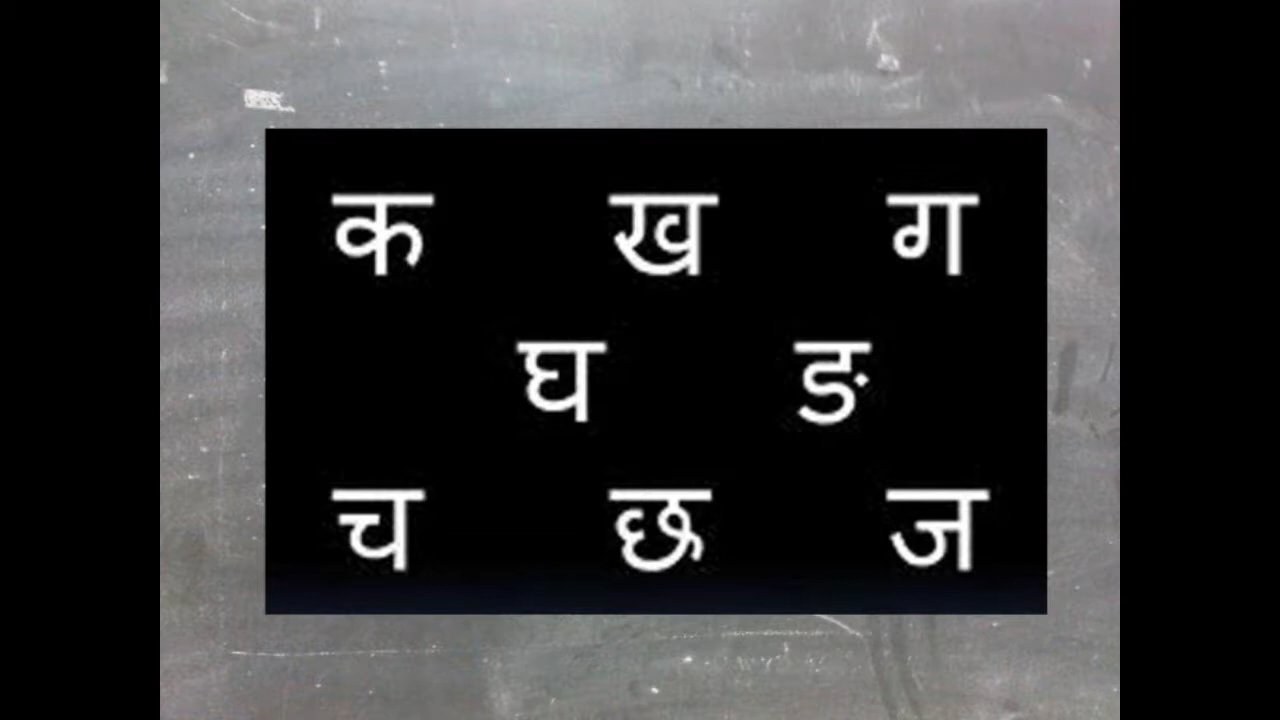 क ख ग
घ ङ
च छ ज